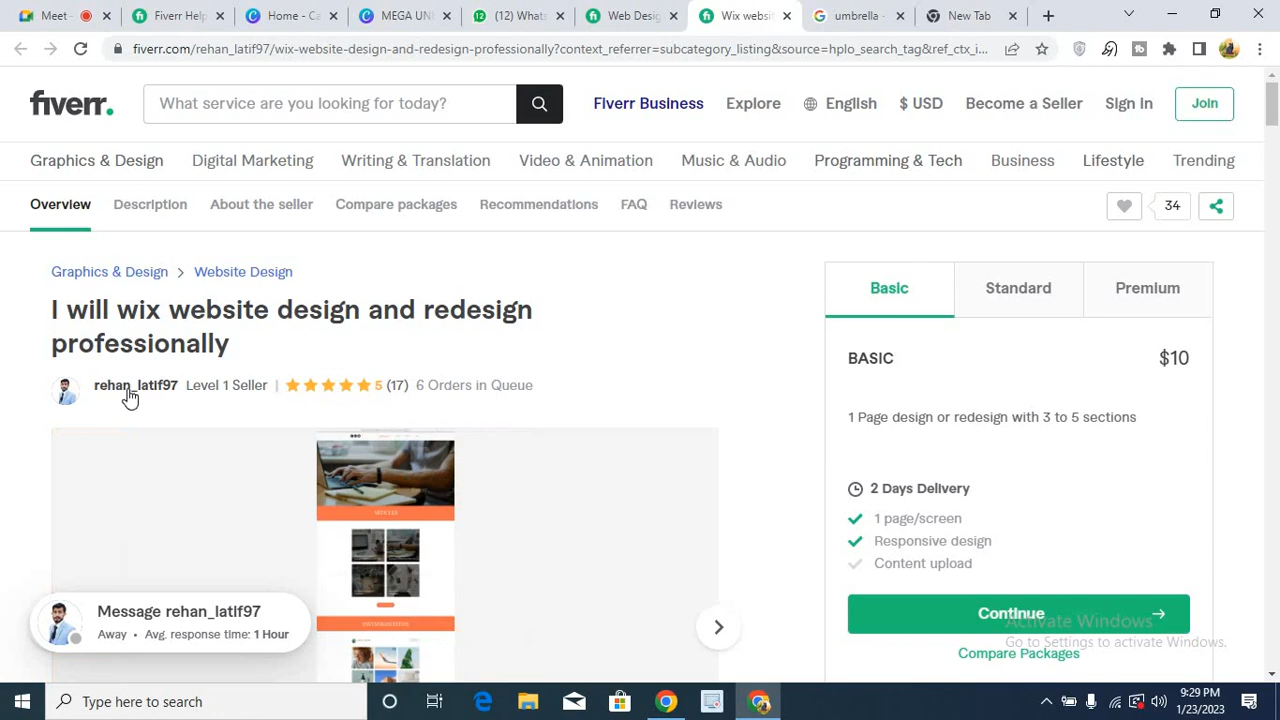 Meet
Fiverr Help
Home - Ca
MEGA UNI
(12) Whats
Web Desig
Wix websi
umbrella -
New Tab
fiverr.com/rehan_latif97/wix-website-design-and-redesign-professionally?context_referrer=subcategory_listing&source=hplo_search_tag&ref_ctx_i...
fiverr.
What service are you looking for today?
Fiverr Business
Explore
English
$ USD
Become a Seller
Sign In
Join
Graphics & Design
Digital Marketing
Writing & Translation
Video & Animation
Music & Audio
Programming & Tech
Business
Lifestyle
Trending
Overview
Description
About the seller
Compare packages
Recommendations
FAQ
Reviews
34
Graphics & Design > Website Design
I will wix website design and redesign
professionally
rehan_latif97 Level 1 Seller | 5 (17) 6 Orders in Queue
Basic
Standard
Premium
BASIC
$10
1 Page design or redesign with 3 to 5 sections
2 Days Delivery
1 page/screen
Responsive design
Content upload
Continue
Compare Packages
Message rehan_latif97
Away • Avg. response time: 1 Hour
Activate Windows
Go to Settings to activate Windows.
Type here to search
9:29 PM
1/23/2023